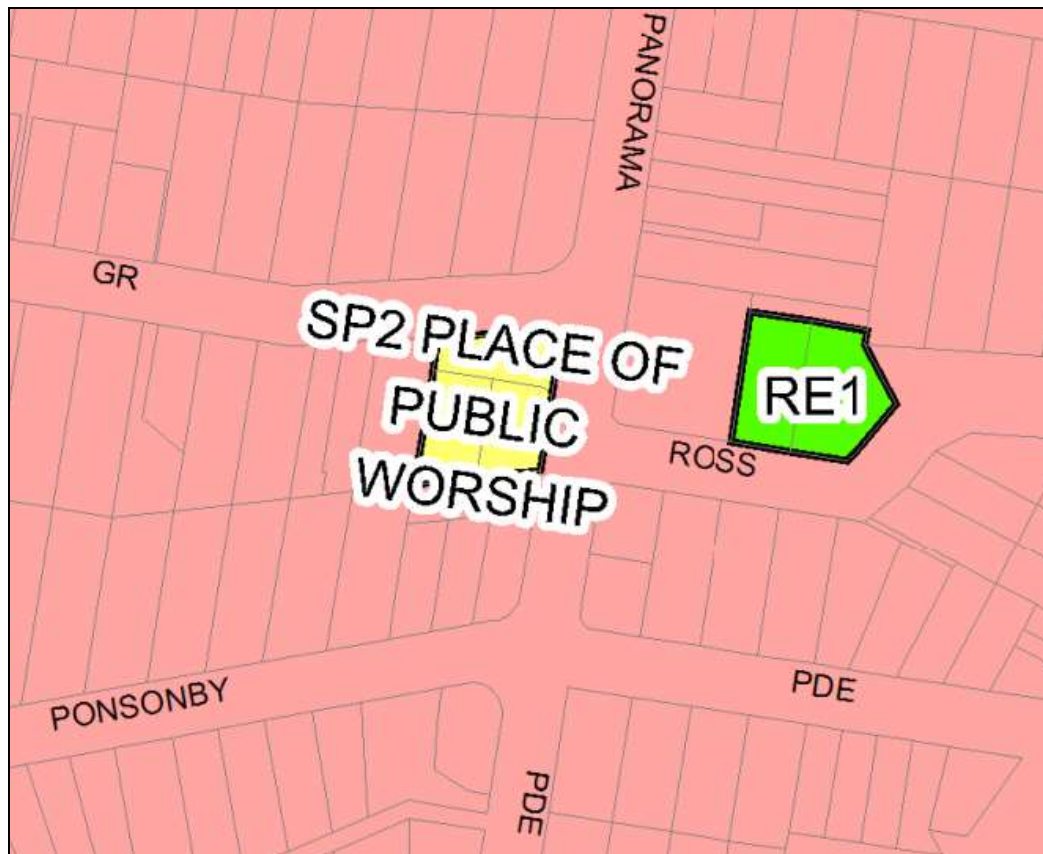 PANORAMA
GR
SP2 PLACE OF
PUBLIC
WORSHIP
RE1
ROSS
PONSONBY
PDE
PDE